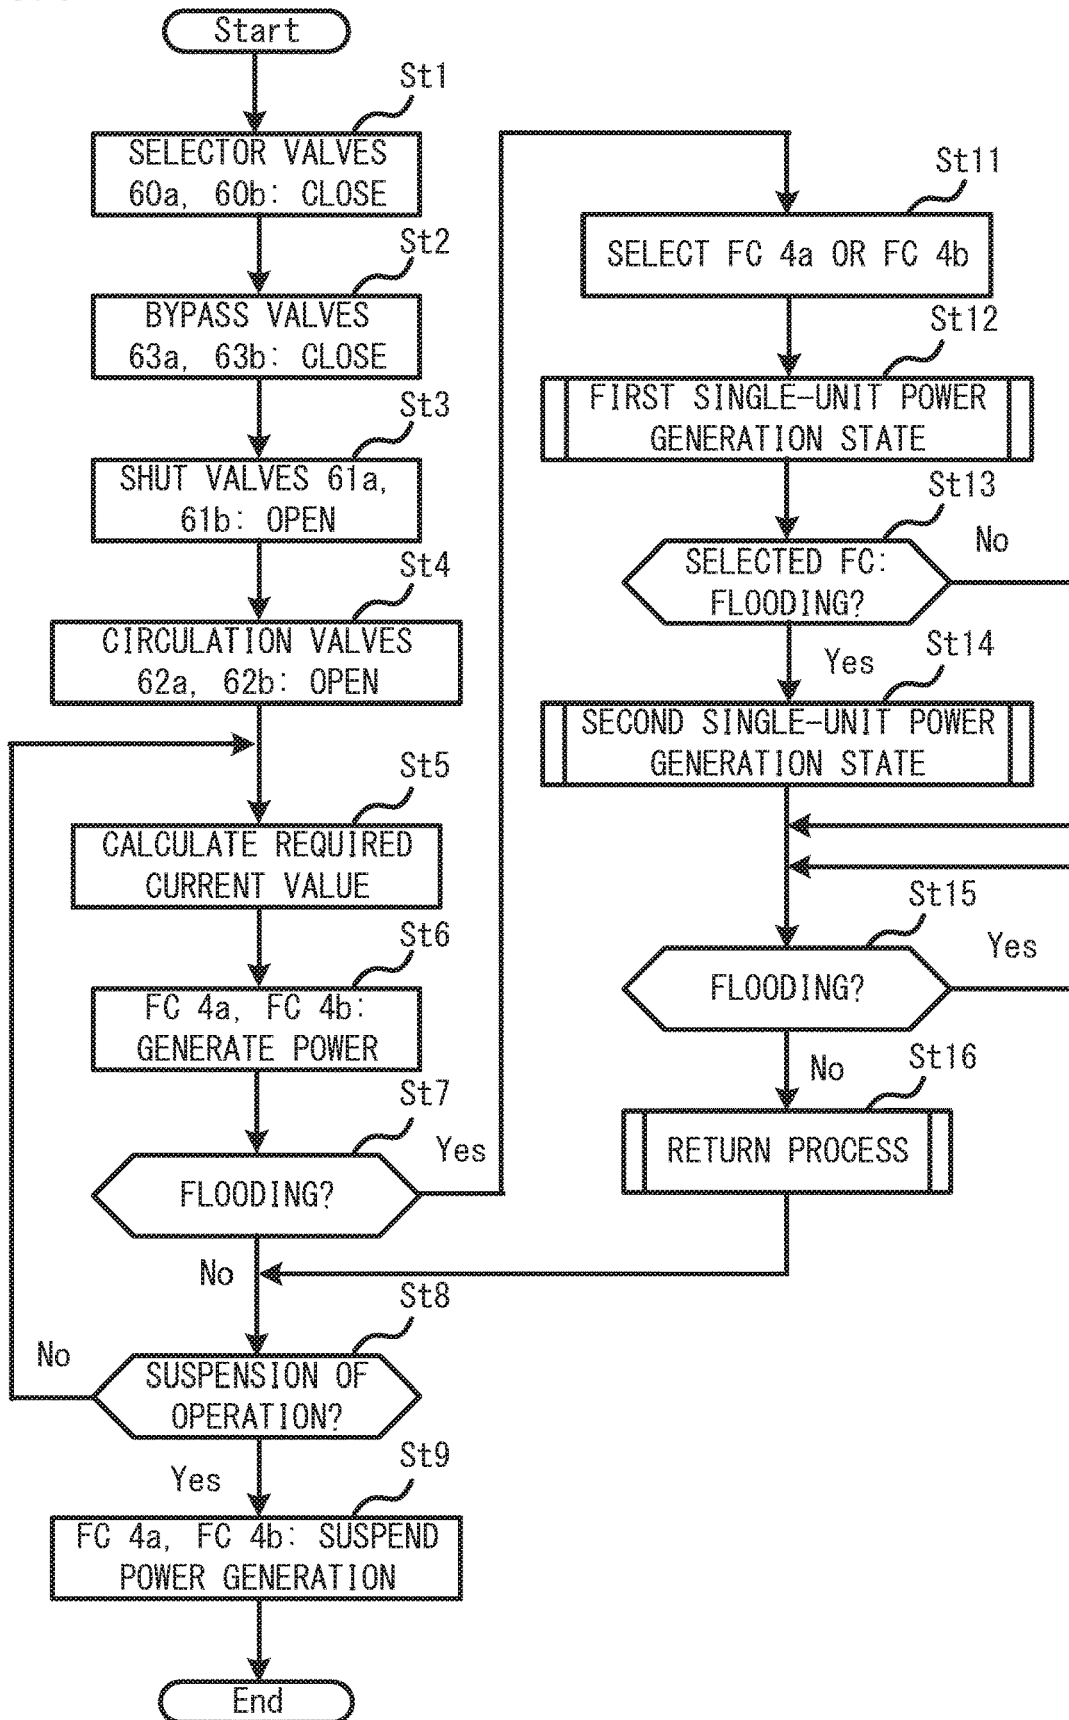 Start
St1
SELECTOR VALVES
60a, 60b: CLOSE
St2
BYPASS VALVES
63a, 63b: CLOSE
St3
SHUT VALVES 61a,
61b: OPEN
St4
CIRCULATION VALVES
62a, 62b: OPEN
St5
CALCULATE REQUIRED
CURRENT VALUE
St6
FC 4a, FC 4b:
GENERATE POWER
St7
FLOODING?
Yes
No
St8
SUSPENSION OF
OPERATION?
No
Yes
St9
FC 4a, FC 4b: SUSPEND
POWER GENERATION
End
St11
SELECT FC 4a OR FC 4b
St12
FIRST SINGLE-UNIT POWER
GENERATION STATE
St13
SELECTED FC:
FLOODING?
No
Yes
St14
SECOND SINGLE-UNIT POWER
GENERATION STATE
St15
FLOODING?
Yes
No
St16
RETURN PROCESS